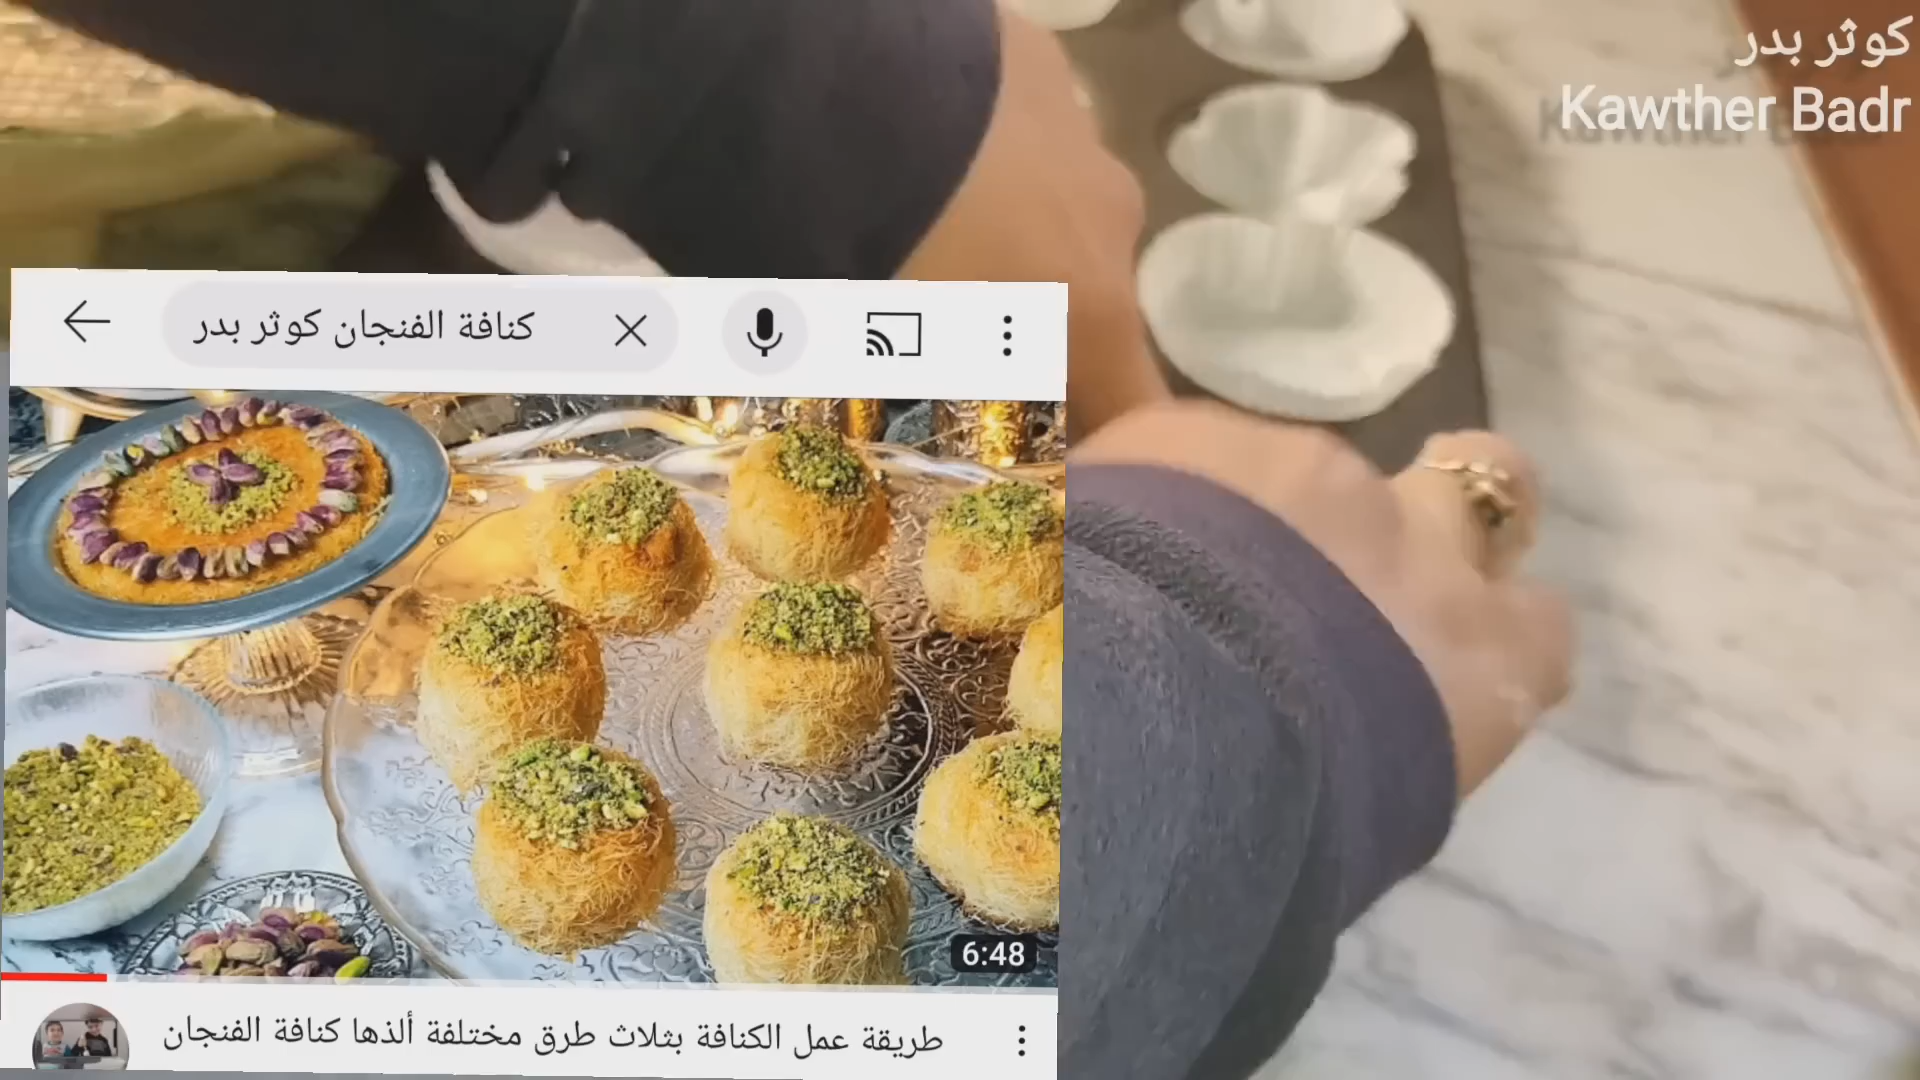 كوثر بدر
Kawther Badr
كنافة الفنجان كوثر بدر
6:48
طريقة عمل الكنافة بثلاث طرق مختلفة ألذها كنافة الفنجان